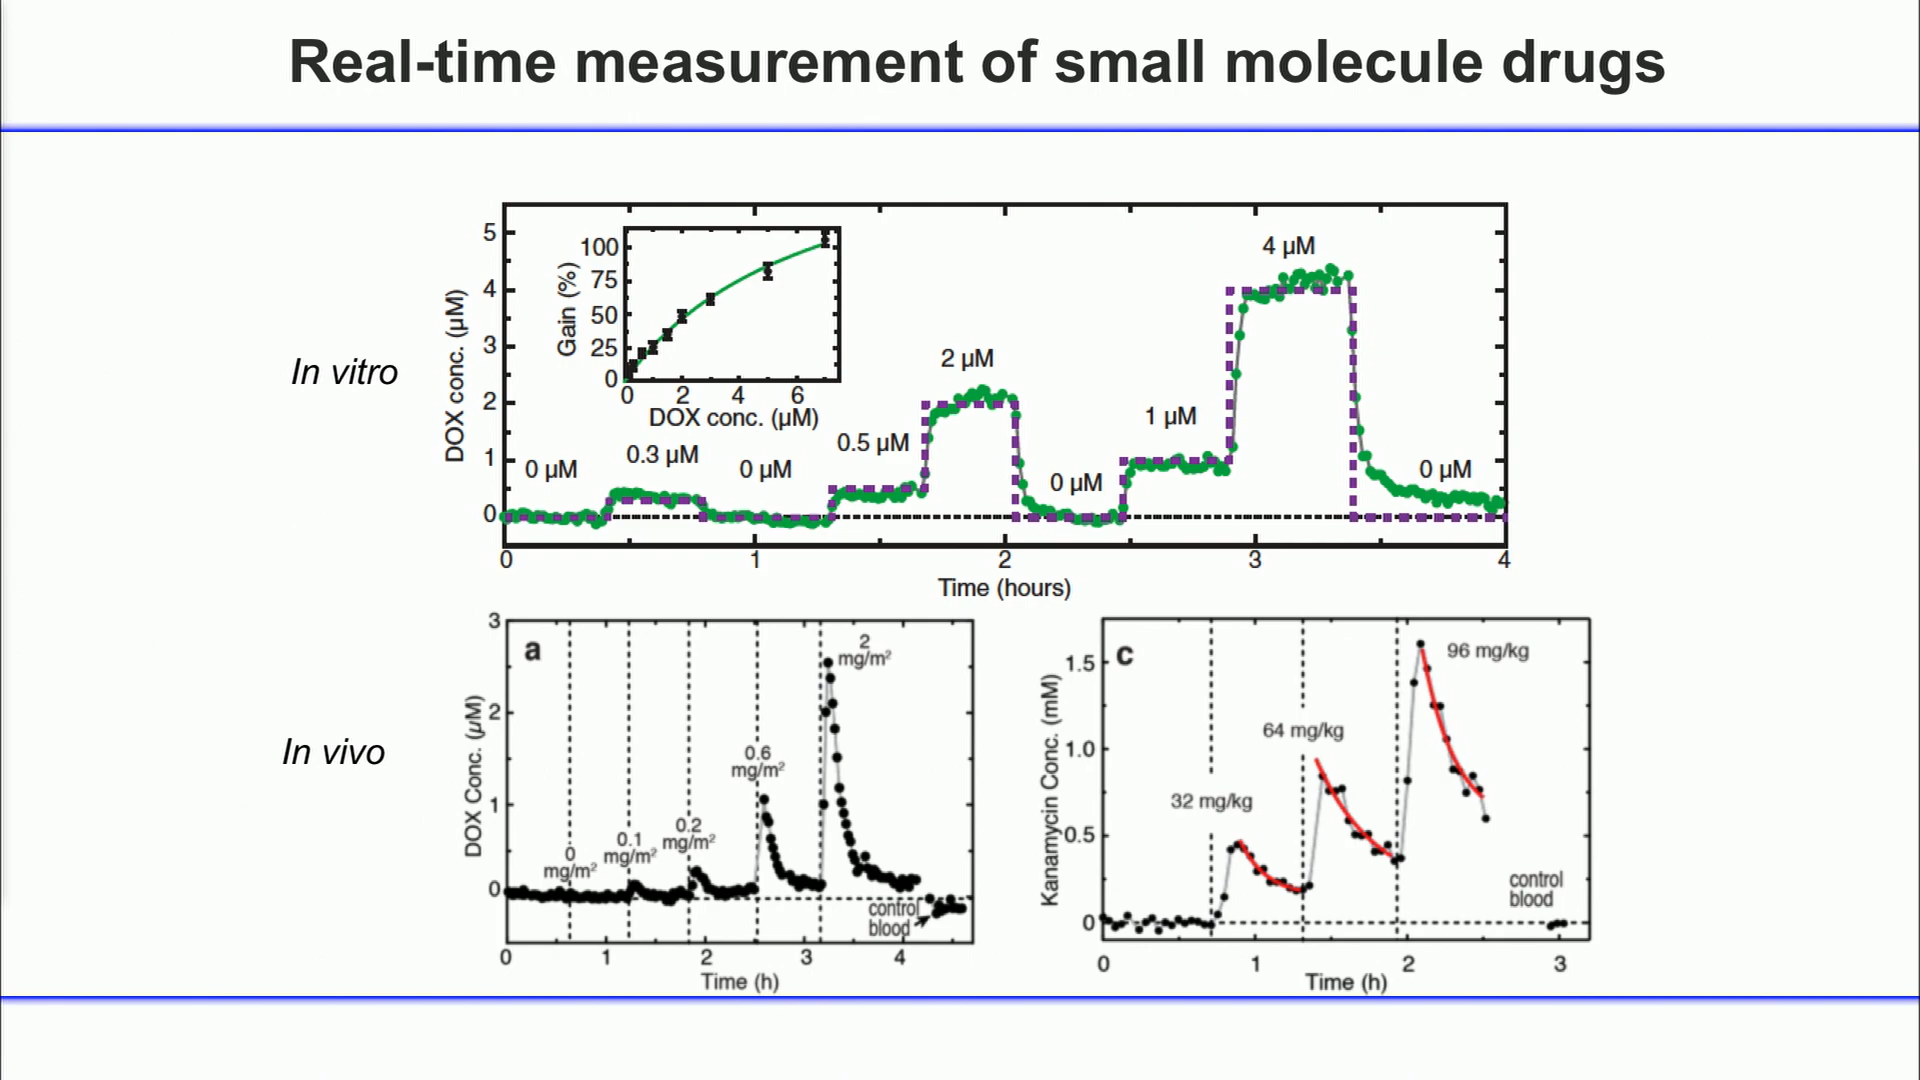 Real-time measurement of small molecule drugs
In vitro
DOX conc. (µM)
5
4
3
2
1
0
0 µM
0.3 µM
0 µM
0.5 µM
2 µM
0 µM
1 µM
4 µM
0 µM
0
1
2
3
4
Time (hours)
Gain (%)
100
75
50
25
0
0
2
4
6
DOX conc. (µM)
In vivo
a
DOX Conc. (µM)
3
2
1
0
0
mg/m²
0.1
mg/m²
0.2
mg/m²
0.6
mg/m²
2
mg/m²
control
blood
0
1
2
3
4
Time (h)
c
Kanamycin Conc. (mM)
1.5
1.0
0.5
0
32 mg/kg
64 mg/kg
96 mg/kg
control
blood
0
1
2
3
Time (h)